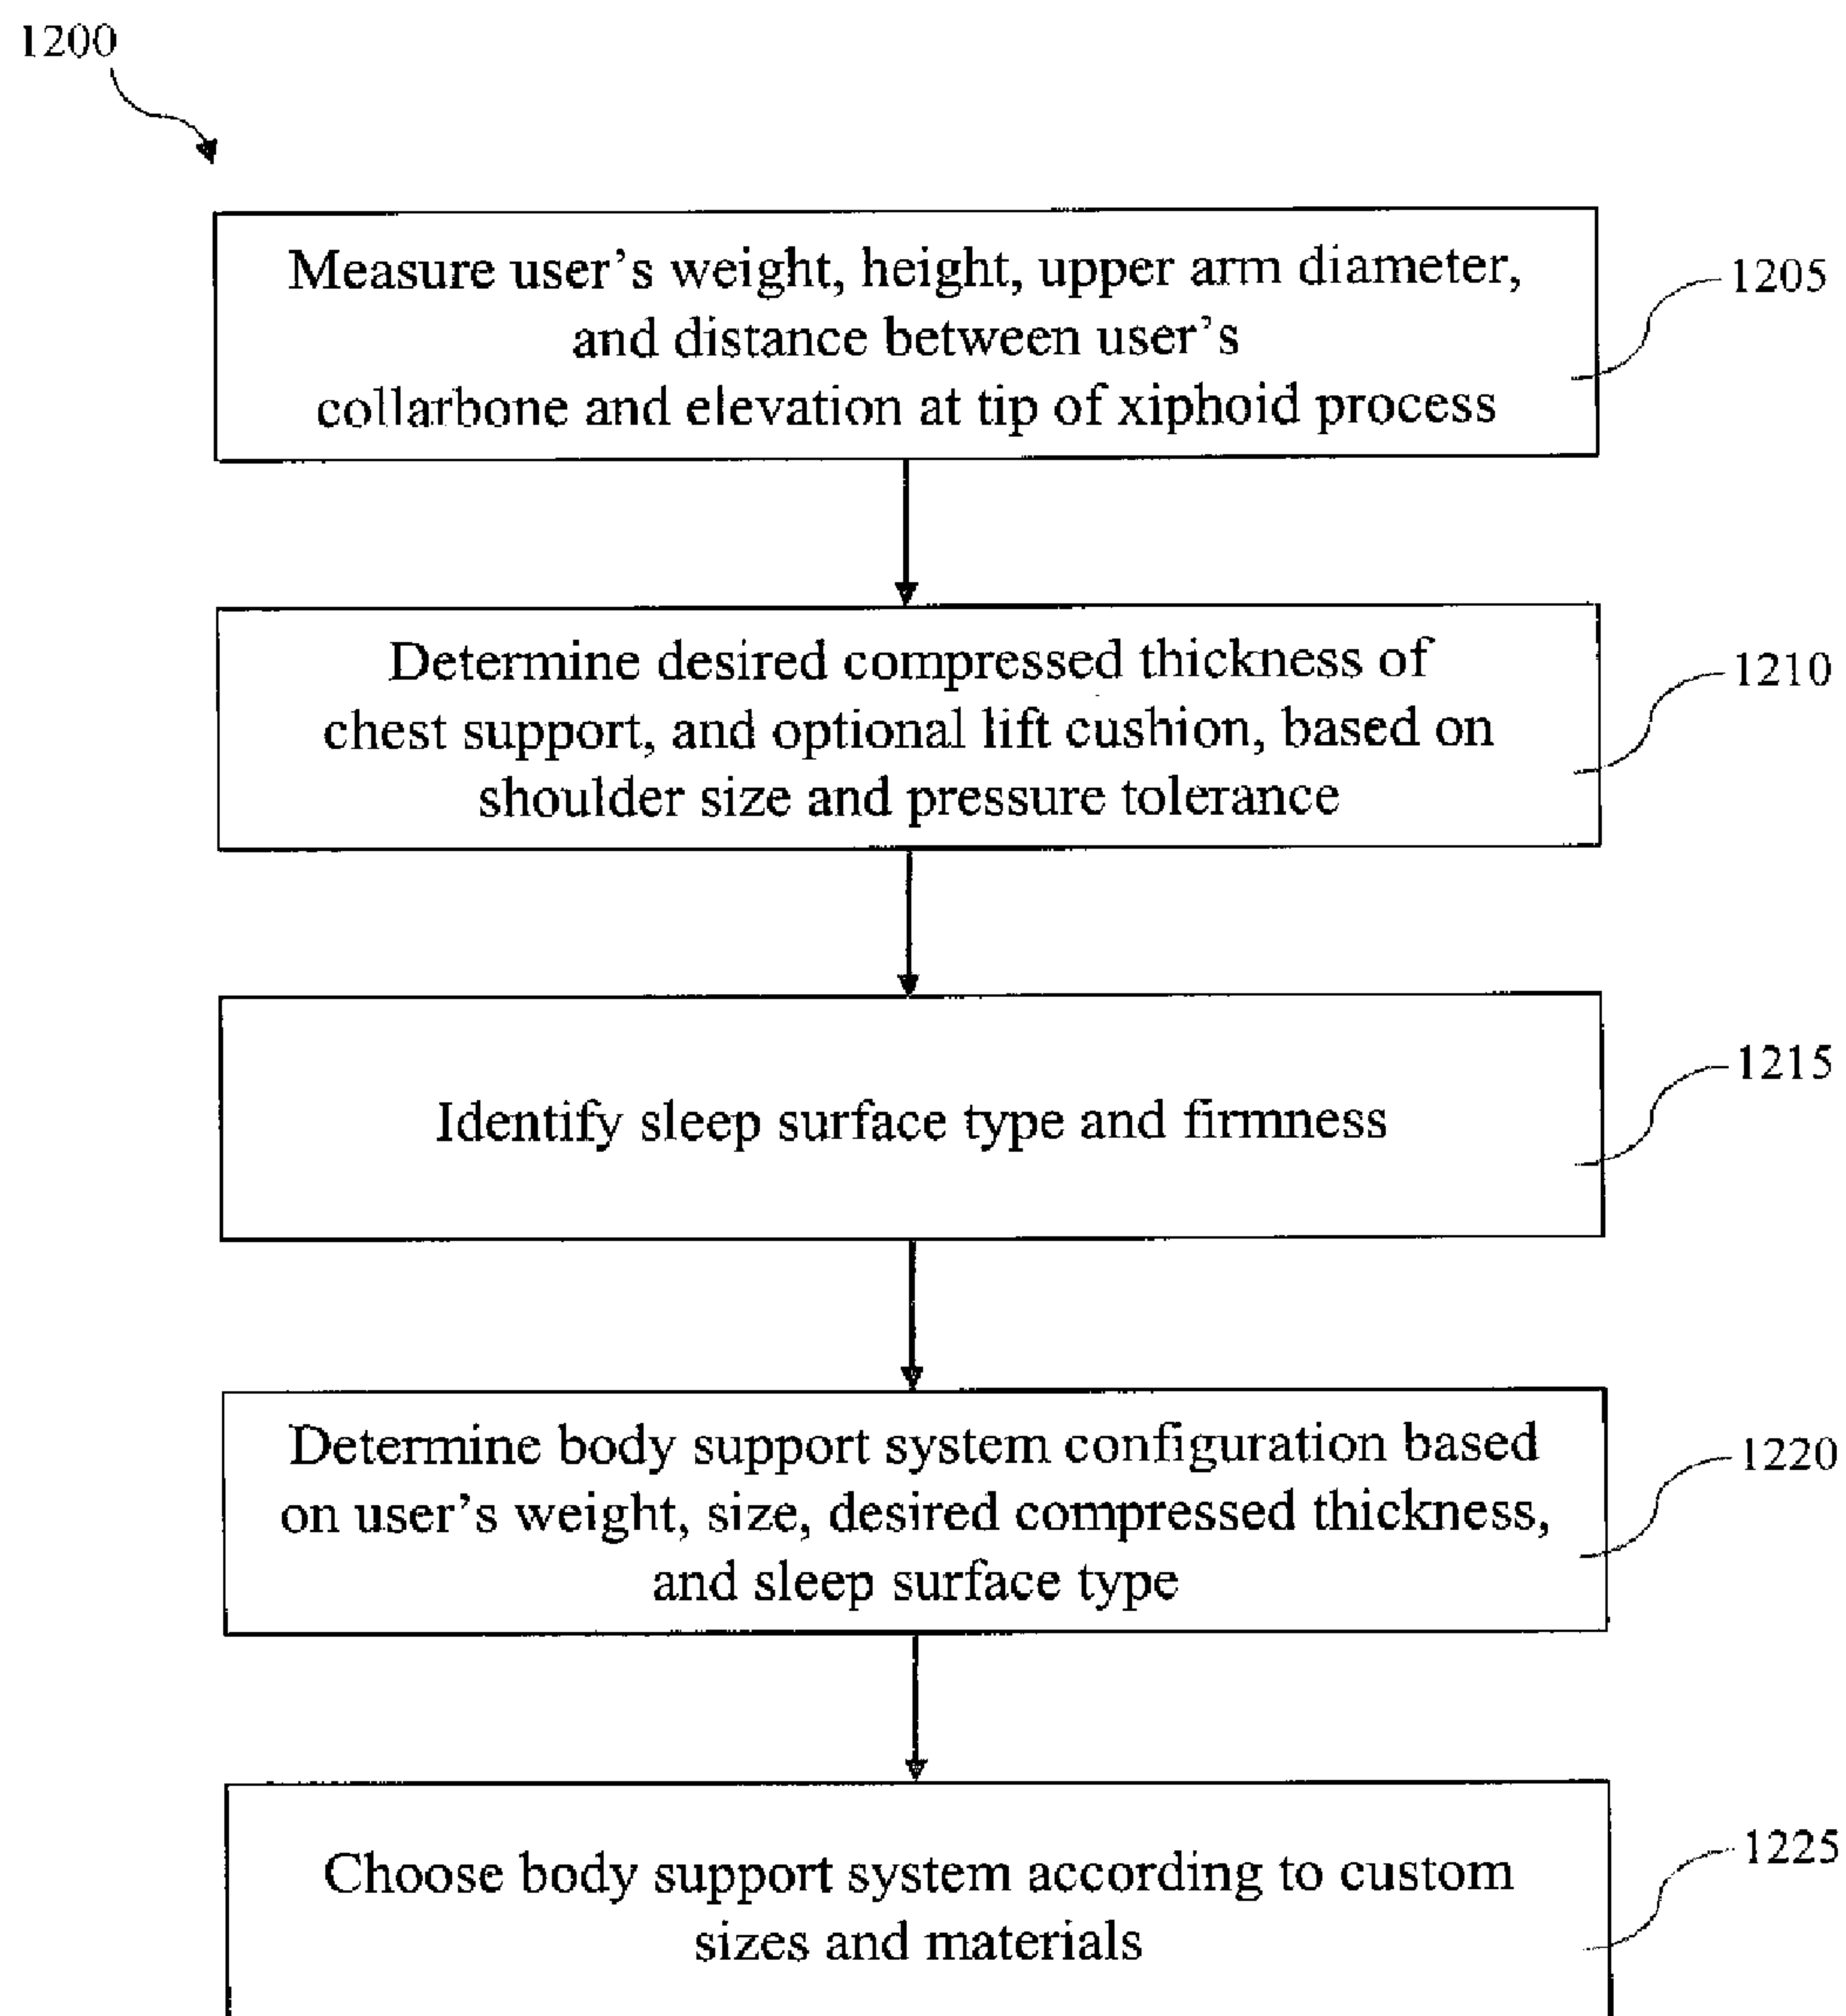 1200
Measure user's weight, height, upper arm diameter,
and distance between user's
collarbone and elevation at tip of xiphoid process
1205
Determine desired compressed thickness of
chest support, and optional lift cushion, based on
shoulder size and pressure tolerance
1210
Identify sleep surface type and firmness
1215
Determine body support system configuration based
on user's weight, size, desired compressed thickness,
and sleep surface type
1220
Choose body support system according to custom
sizes and materials
1225